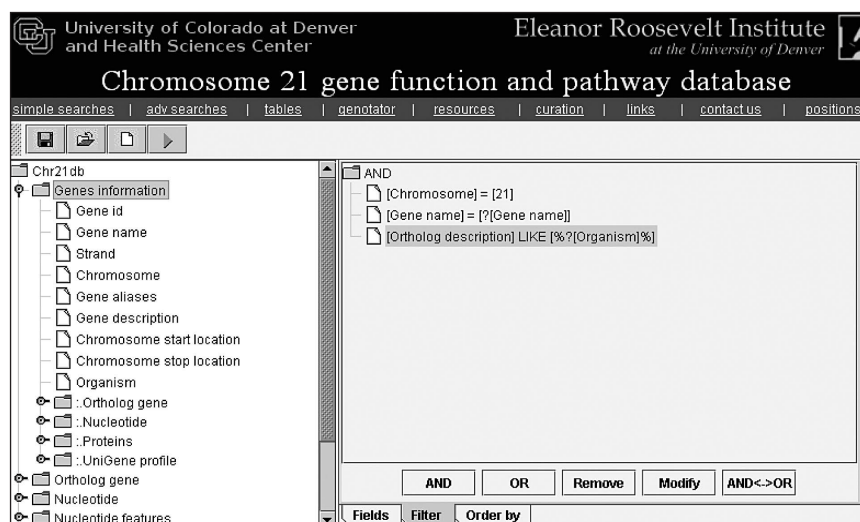 University of Colorado at Denver
and Health Sciences Center
Eleanor Roosevelt Institute
at the University of Denver
Chromosome 21 gene function and pathway database
simple searches | adv searches | tables | genotator | resources | curation | links | contact us | positions
Chr21db
Genes information
Gene id
Gene name
Strand
Chromosome
Gene aliases
Gene description
Chromosome start location
Chromosome stop location
Organism
:.Ortholog gene
:.Nucleotide
:.Proteins
:.UniGene profile
Ortholog gene
Nucleotide
Nucleotide features
AND
[Chromosome] = [21]
[Gene name] = [?[Gene name]]
[Ortholog description] LIKE [%?[Organism]%]
AND OR Remove Modify AND<->OR
Fields Filter Order by